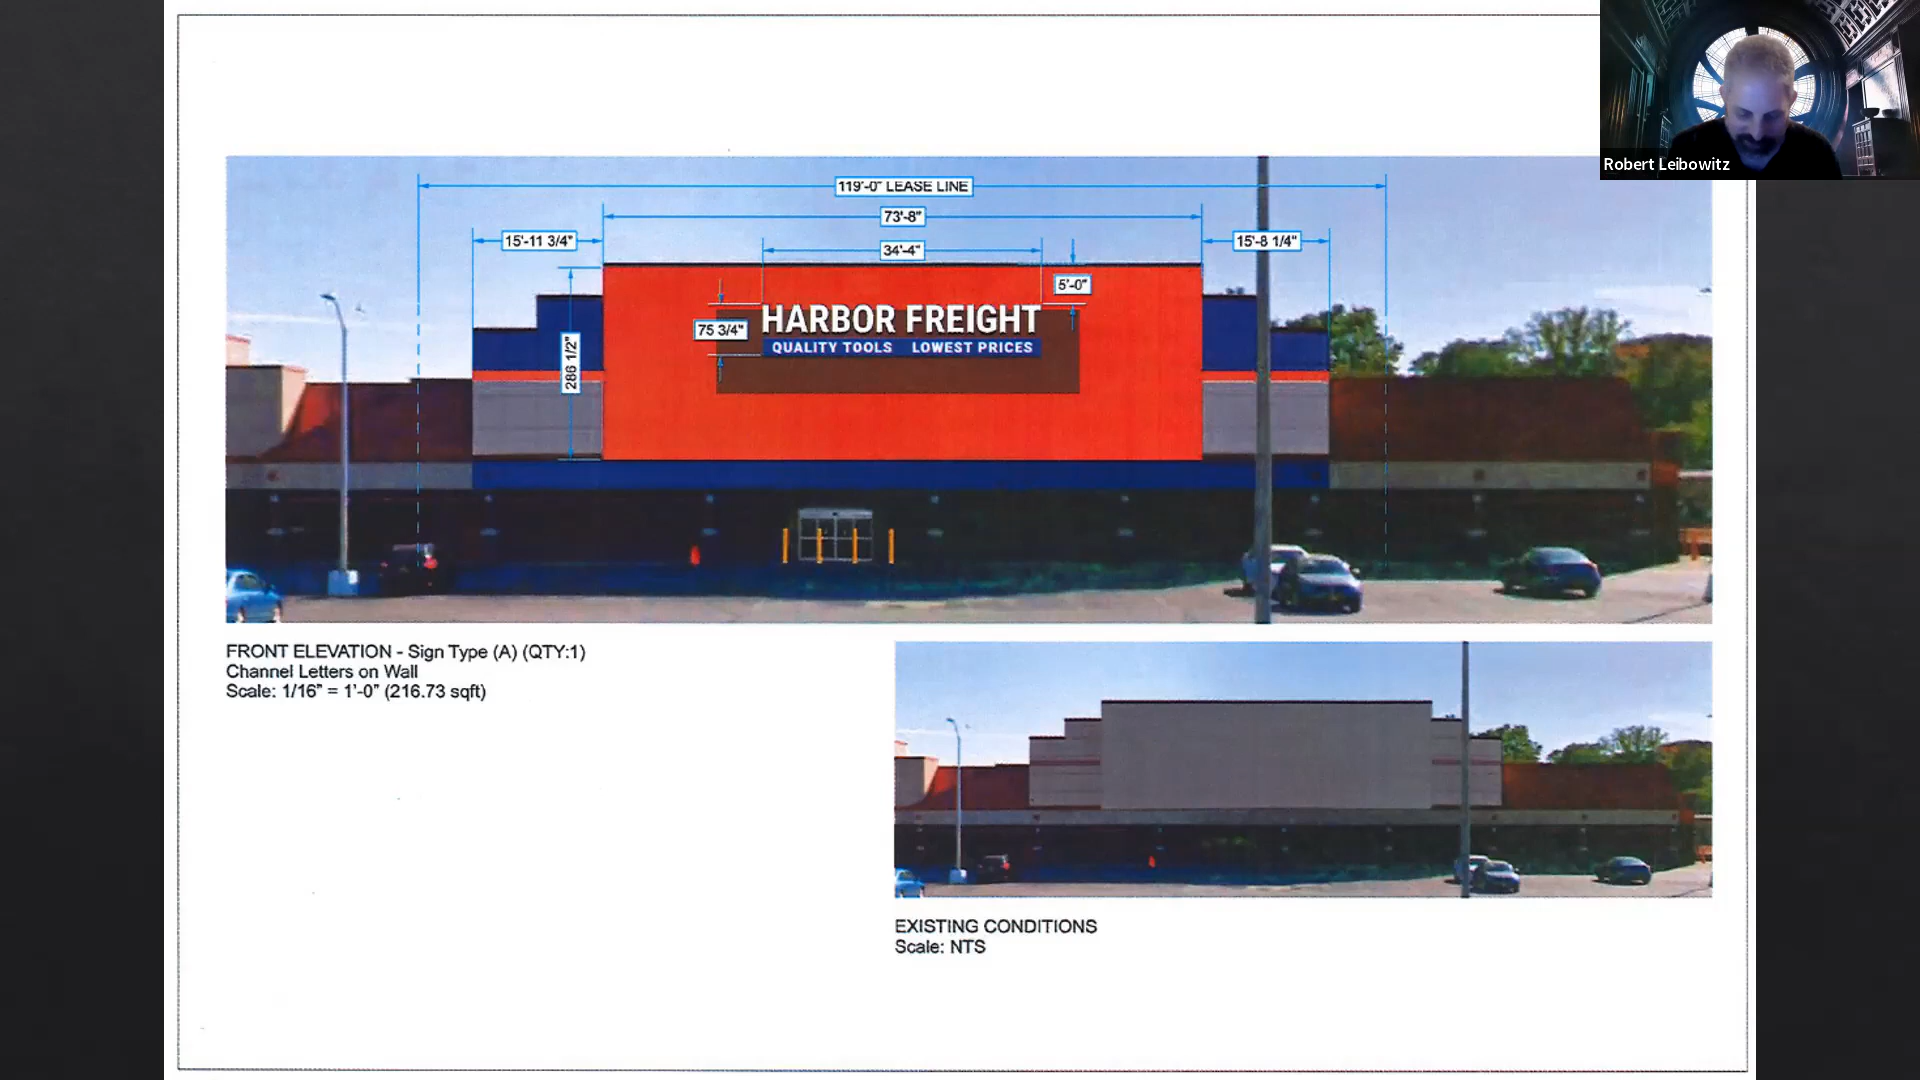 Robert Leibowitz
119'-0" LEASE LINE
73'-8"
15'-11 3/4"
34'-4"
15'-8 1/4"
5'-0"
75 3/4"
286 1/2"
HARBOR FREIGHT
QUALITY TOOLS LOWEST PRICES
FRONT ELEVATION - Sign Type (A) (QTY:1)
Channel Letters on Wall
Scale: 1/16" = 1'-0" (216.73 sqft)
EXISTING CONDITIONS
Scale: NTS